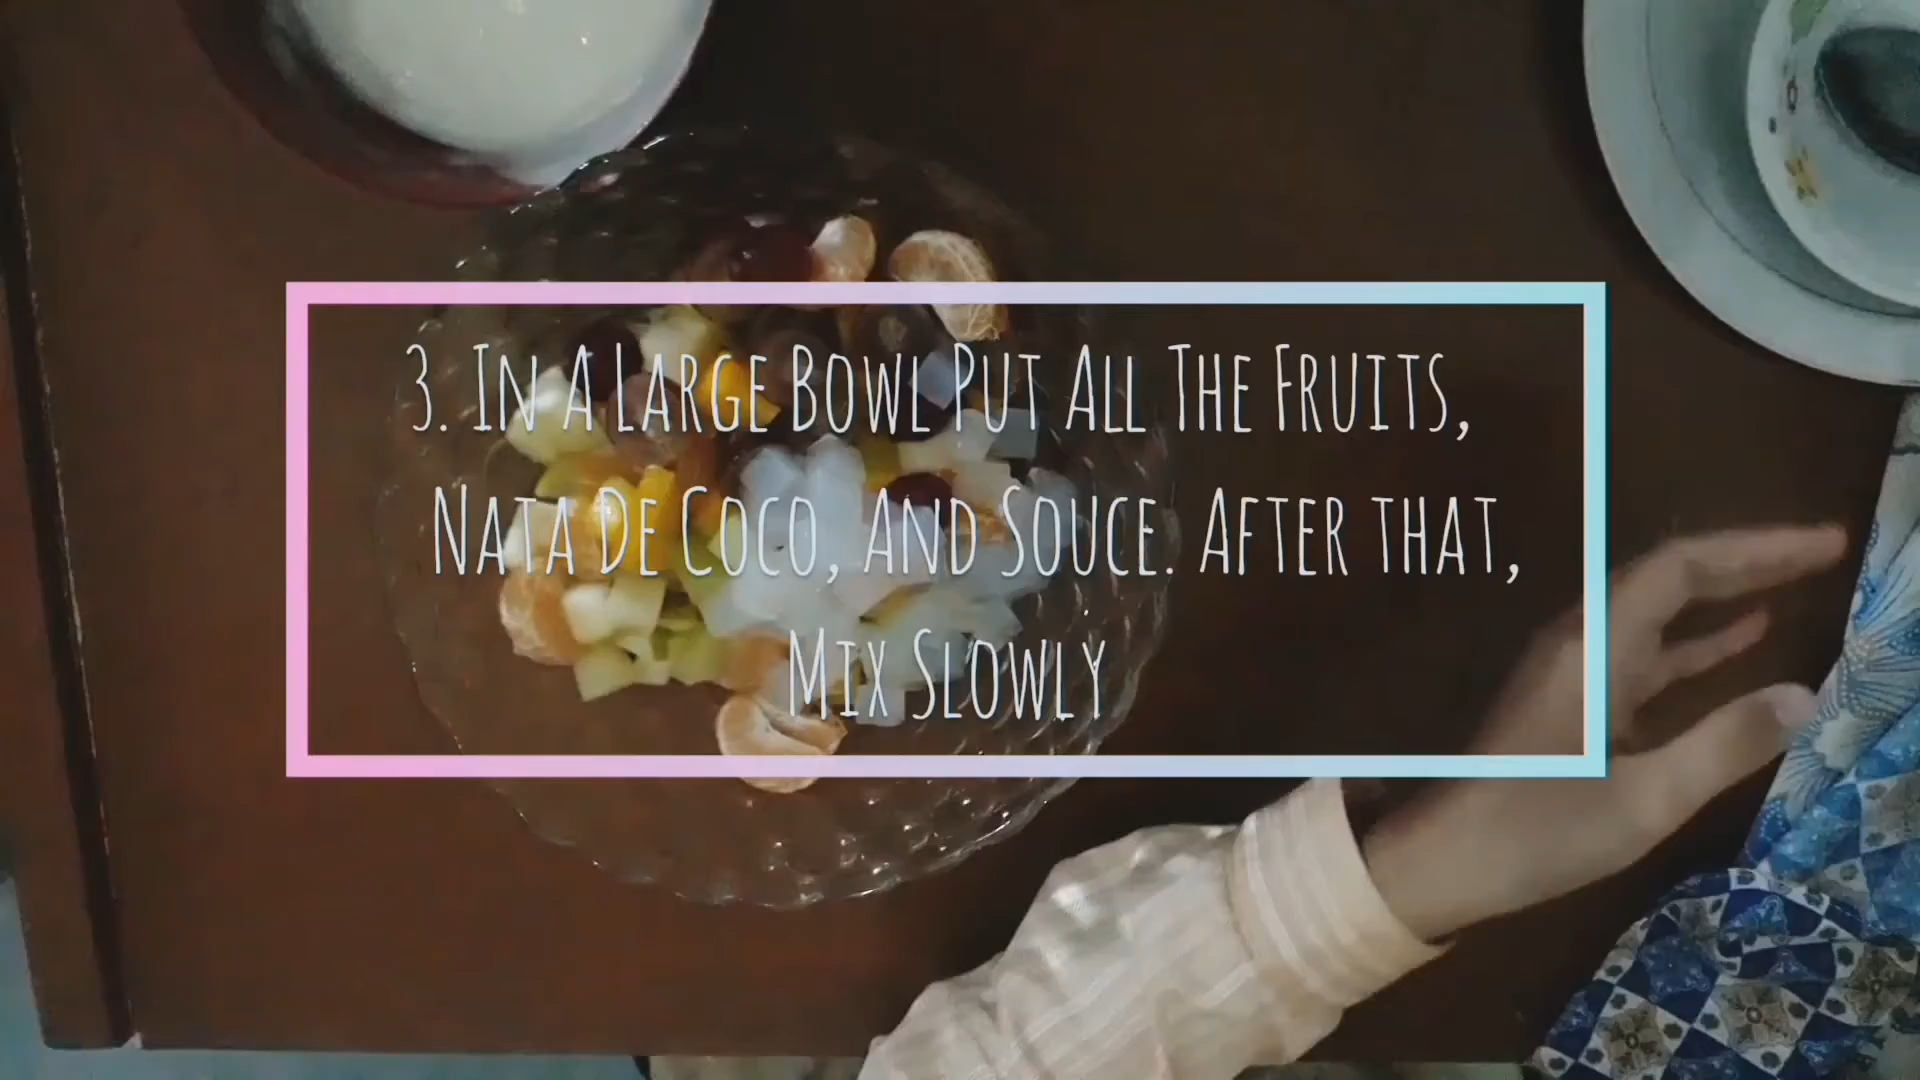 3. In A Large Bowl Put All The Fruits,
Nata De Coco, And Souce. After that,
Mix Slowly